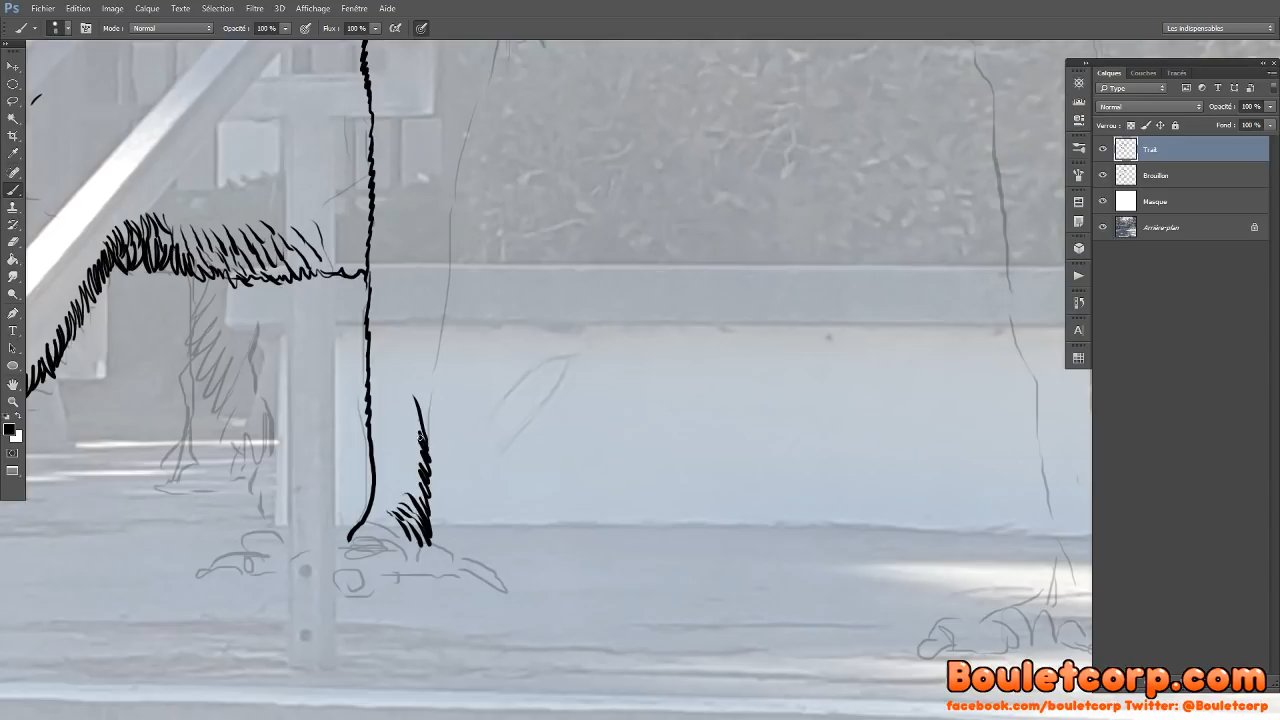 Ps Fichier Edition Image Calque Texte Sélection Filtre 3D Affichage Fenêtre Aide
Mode : Normal Opacité : 100 % Flux : 100 % Les indispensables
Calques Couches Tracés
Type
Normal Opacité : 100 %
Verrou : Fond : 100 %
Trait
Brouillon
Masque
Arrière-plan
Bouletcorp.com
facebook.com/bouletcorp Twitter: @Bouletcorp